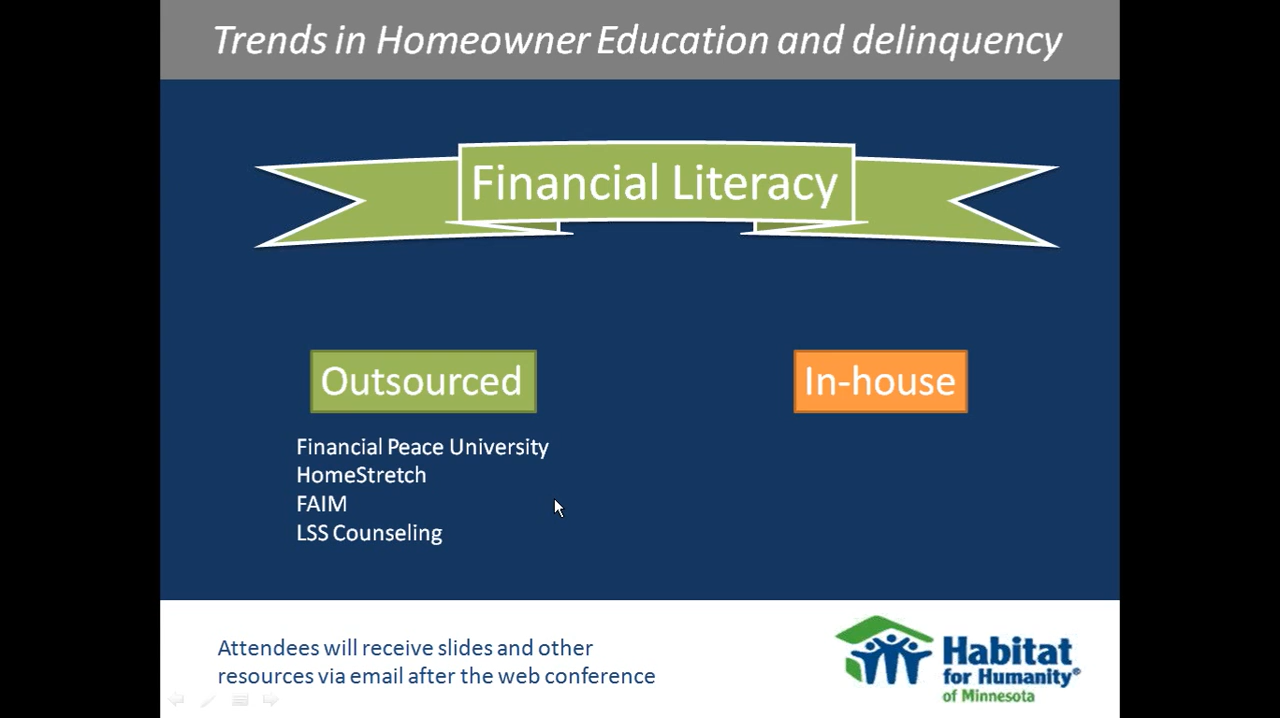 Trends in Homeowner Education and delinquency
Financial Literacy
Outsourced
In-house
Financial Peace University
HomeStretch
FAIM
LSS Counseling
Attendees will receive slides and other
resources via email after the web conference
Habitat
for Humanity®
of Minnesota